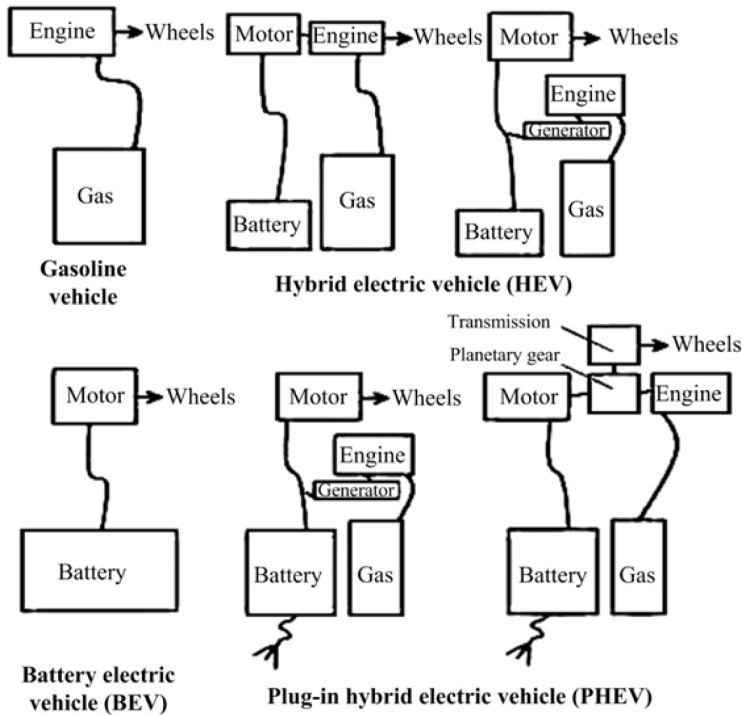 Engine
Wheels
Gas
Gasoline
vehicle
Motor
Engine
Wheels
Battery
Gas
Motor
Wheels
Engine
Generator
Battery
Gas
Hybrid electric vehicle (HEV)
Motor
Wheels
Battery
Battery electric
vehicle (BEV)
Motor
Wheels
Engine
Generator
Battery
Gas
Transmission
Planetary gear
Wheels
Motor
Engine
Battery
Gas
Plug-in hybrid electric vehicle (PHEV)